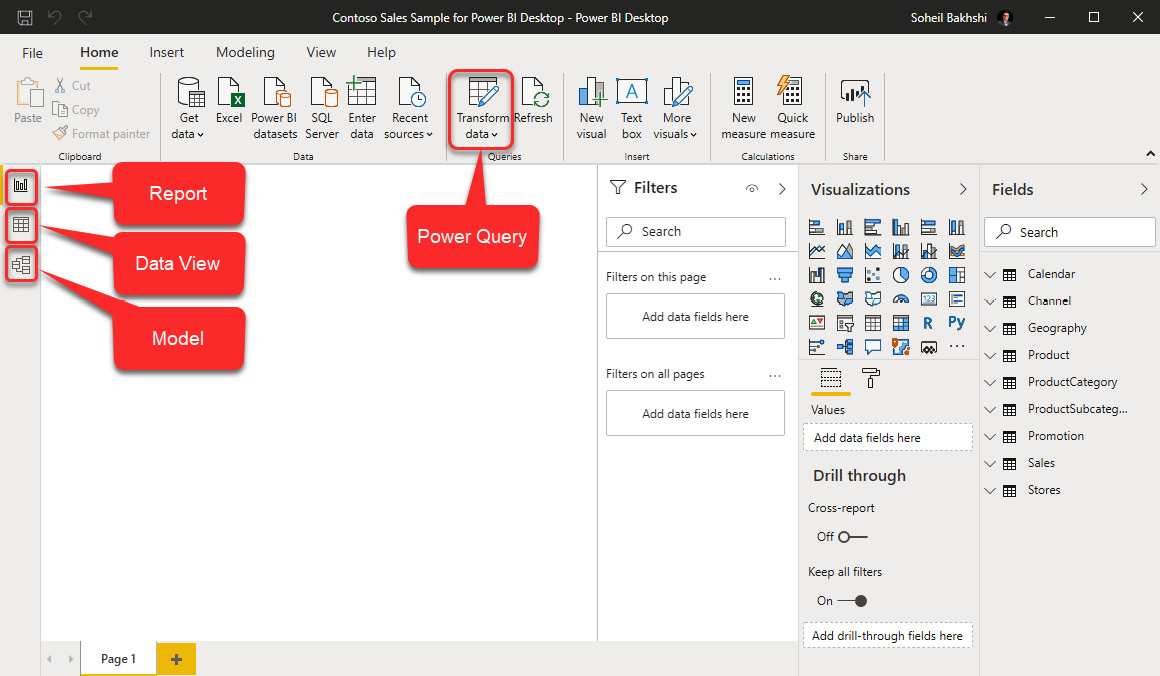 Contoso Sales Sample for Power BI Desktop - Power BI Desktop
Soheil Bakhshi
File
Home
Insert
Modeling
View
Help
Paste
Cut
Copy
Format painter
Clipboard
Get
data
Excel
Power BI
datasets
SQL
Server
Enter
data
Recent
sources
Data
Transform
data
Refresh
Queries
New
visual
Text
box
More
visuals
Insert
New
measure
Quick
measure
Calculations
Publish
Share
Report
Data View
Model
Power Query
Filters
Search
Filters on this page
...
Add data fields here
Filters on all pages
...
Add data fields here
Visualizations
123
R
Py
...
Values
Add data fields here
Drill through
Cross-report
Off
Keep all filters
On
Add drill-through fields here
Fields
Search
Calendar
Channel
Geography
Product
ProductCategory
ProductSubcateg...
Promotion
Sales
Stores
Page 1
+